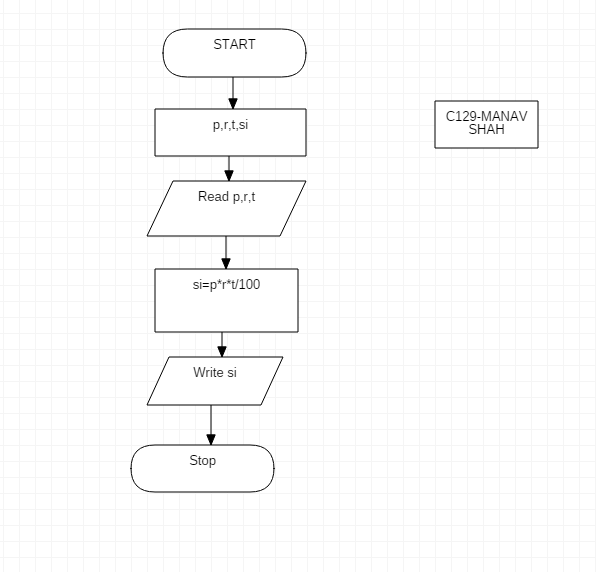 START
p,r,t,si
C129-MANAV
SHAH
Read p,r,t
si=p*r*t/100
Write si
Stop